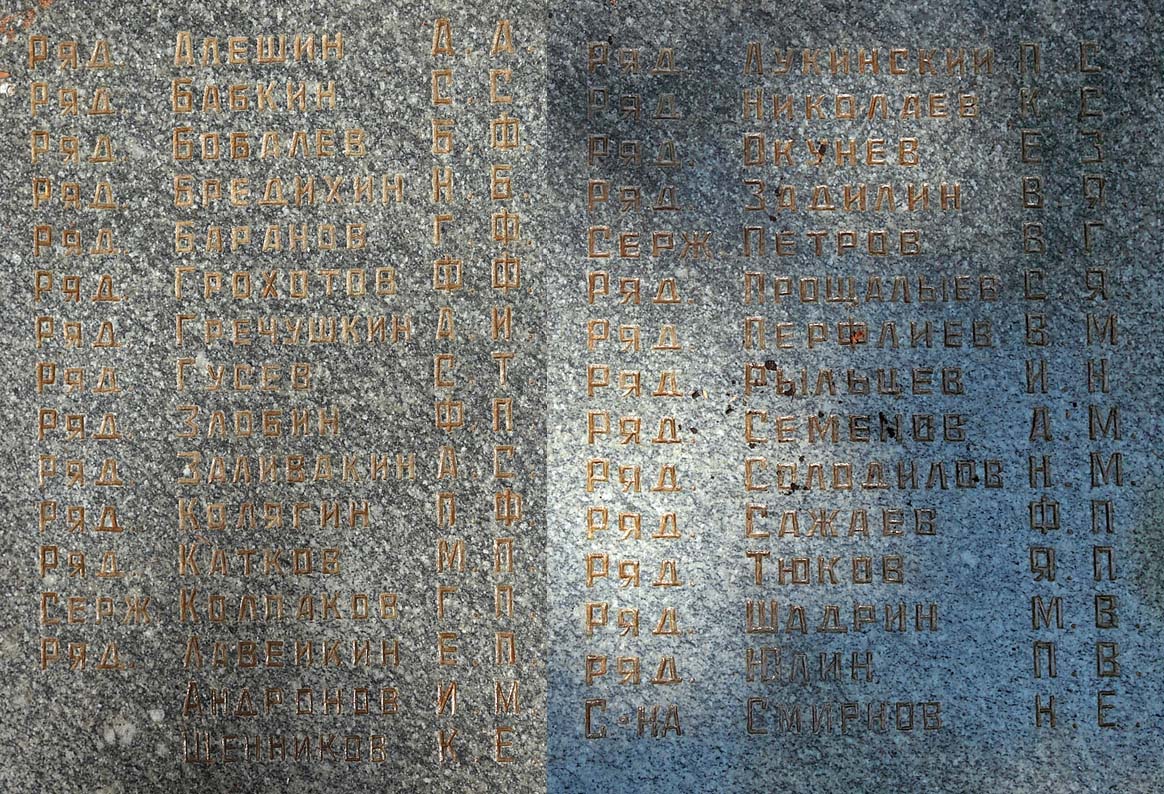 Ряд. Алешин Д. Д.
Ряд. Бабкин С. С.
Ряд. Бобалев Б. Ф.
Ряд. Бредихин Н. Б.
Ряд. Баранов Г. Ф.
Ряд. Грохотов Ф. Ф.
Ряд. Гречушкин А. И.
Ряд. Гусев С. Т.
Ряд. Злобин Ф. П.
Ряд. Заливакин А. С.
Ряд. Колягин П. Ф.
Ряд. Катков М. П.
Серж. Колпаков Г. П.
Ряд. Лавейкин Е. П.
Андронов И М
Щенников К. Е
Ряд. Лукинский П. С
Ряд. Николаев К. С
Ряд. Окунев Е З
Ряд. Задилин В. Я
Серж. Петров В Г.
Ряд. Прощалыев С Я.
Ряд. Перфлиев В. М.
Ряд. Рыльцев И Н
Ряд. Семенов А. М.
Ряд. Солодилов Н. М.
Ряд. Сажаев Ф. П
Ряд. Тюков Я. П
Ряд. Шадрин М. В
Ряд. Юлин П. В.
С-на Смирнов Н. Е.